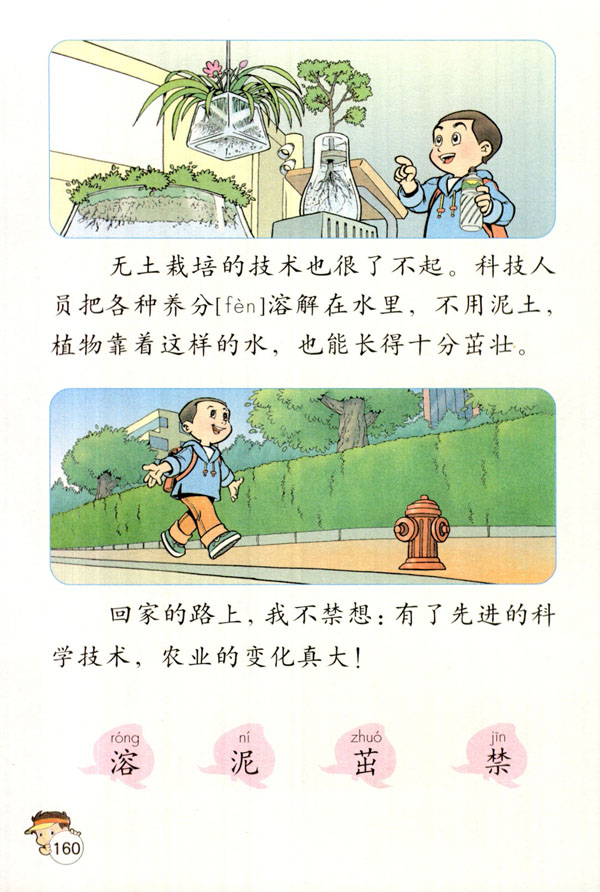 无土栽培的技术也很了不起。科技人
员把各种养分[fèn]溶解在水里，不用泥土，
植物靠着这样的水，也能长得十分茁壮。
回家的路上，我不禁想：有了先进的科
学技术，农业的变化真大！
róng ní zhuó jīn
溶 泥 茁 禁
160